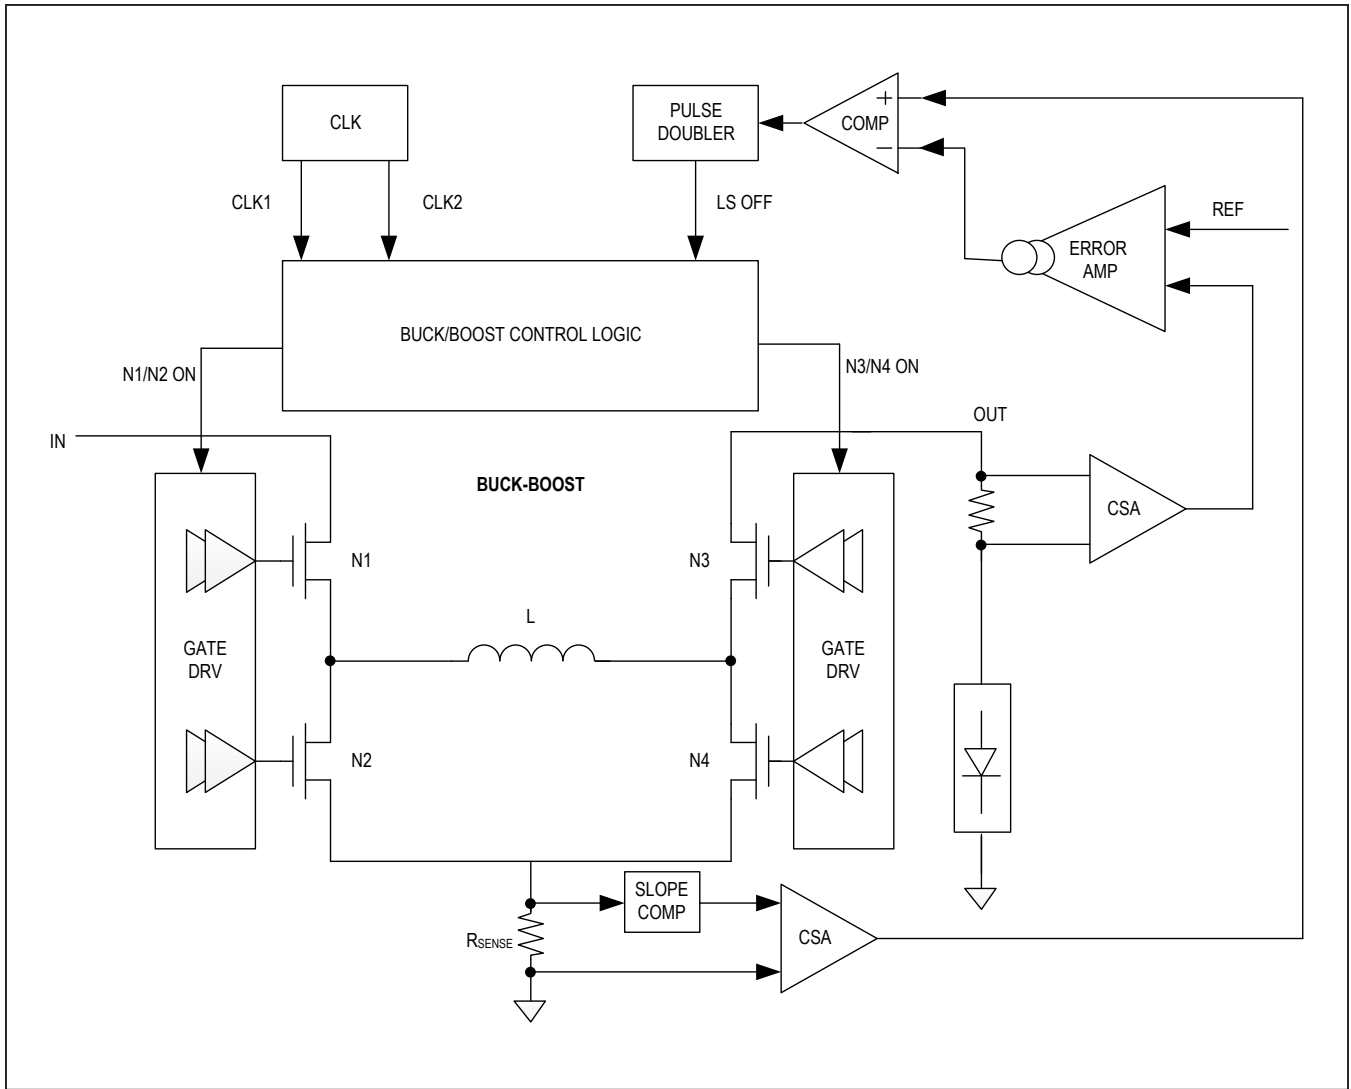 CLK
PULSE
DOUBLER
COMP
+
−
CLK1
CLK2
LS OFF
REF
ERROR
AMP
BUCK/BOOST CONTROL LOGIC
N1/N2 ON
N3/N4 ON
OUT
IN
BUCK-BOOST
CSA
N1
N3
L
GATE
DRV
GATE
DRV
N2
N4
SLOPE
COMP
RSENSE
CSA